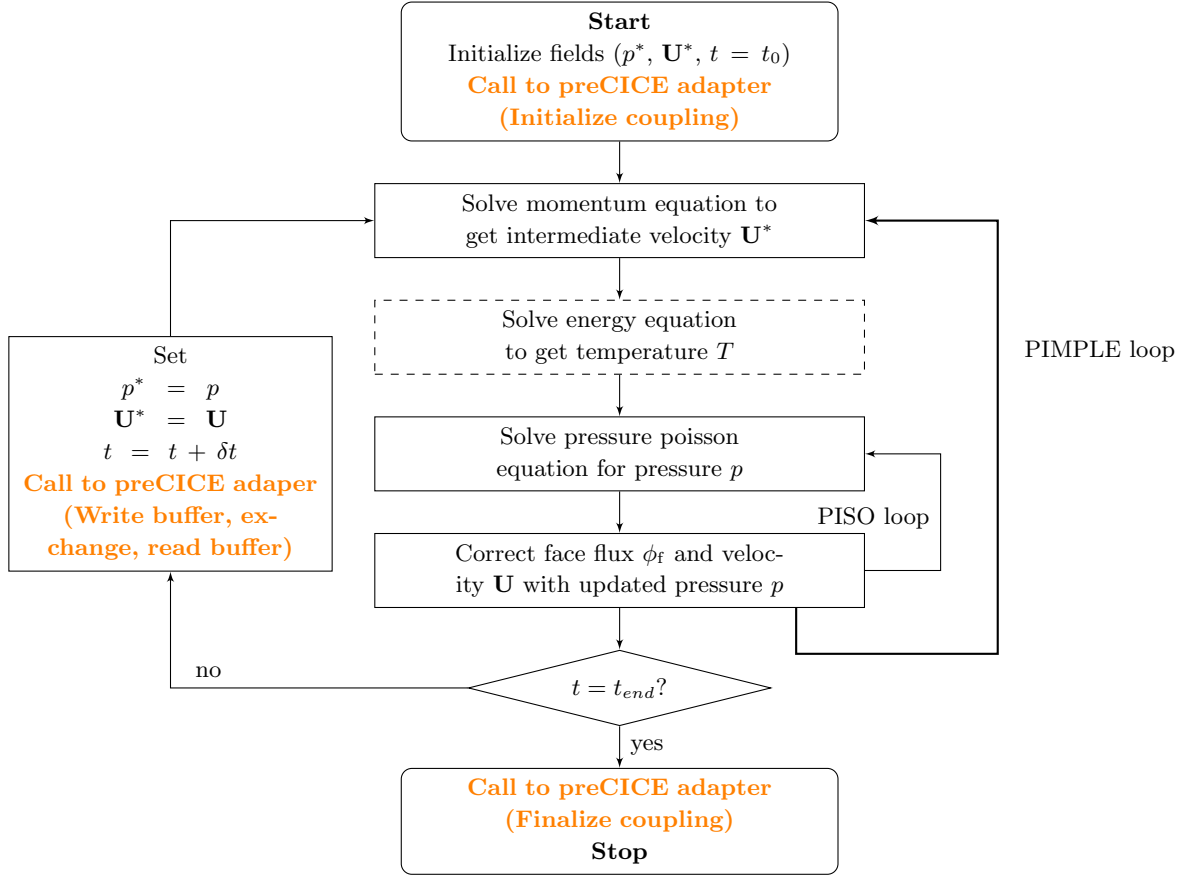 Start
Initialize fields (p*, U*, t = t₀)
Call to preCICE adapter
(Initialize coupling)
Solve momentum equation to
get intermediate velocity U*
Solve energy equation
to get temperature T
PIMPLE loop
Set
p* = p
U* = U
t = t + δt
Call to preCICE adaper
(Write buffer, ex-
change, read buffer)
Solve pressure poisson
equation for pressure p
PISO loop
Correct face flux ϕ_f and veloc-
ity U with updated pressure p
no
t = t_end?
yes
Call to preCICE adapter
(Finalize coupling)
Stop